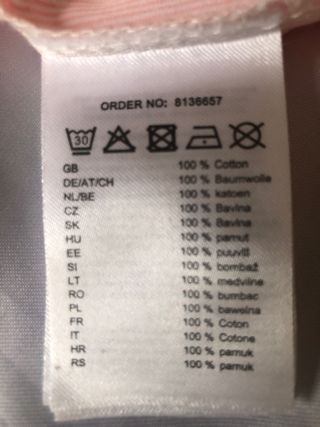 ORDER NO: 8136657
30
GB 100 % Cotton
DE/AT/CH 100 % Baumwolle
NL/BE 100 % katoen
CZ 100 % Bavlna
SK 100 % Bavlna
HU 100 % pamut
EE 100 % puuvill
SI 100 % bombaž
LT 100 % medvilnė
RO 100 % bumbac
PL 100 % bawełna
FR 100 % Coton
IT 100 % Cotone
HR 100 % pamuk
RS 100 % pamuk